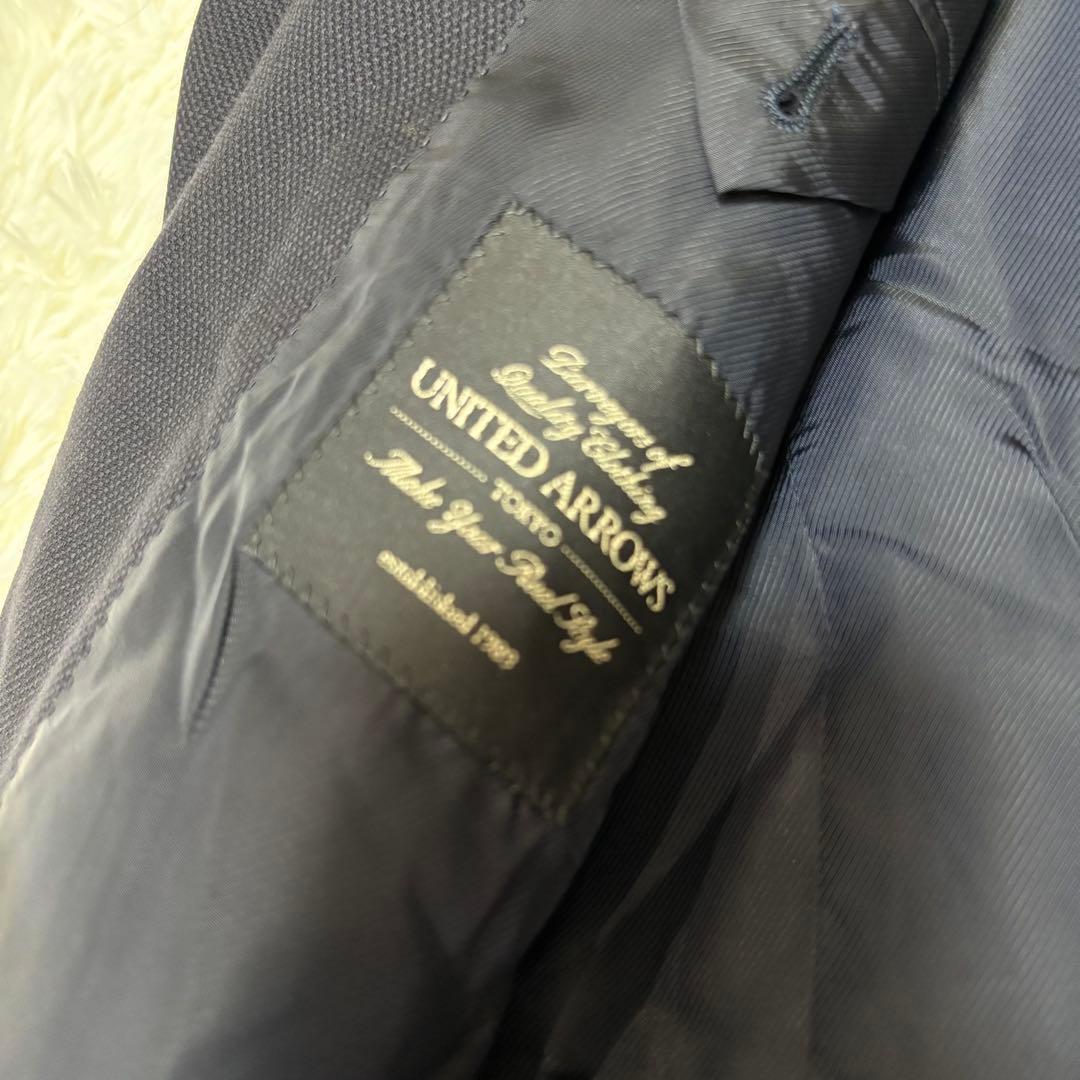 Purveyors of
Quality Clothing
UNITED ARROWS
TOKYO
Make Your Real Style
established 1989